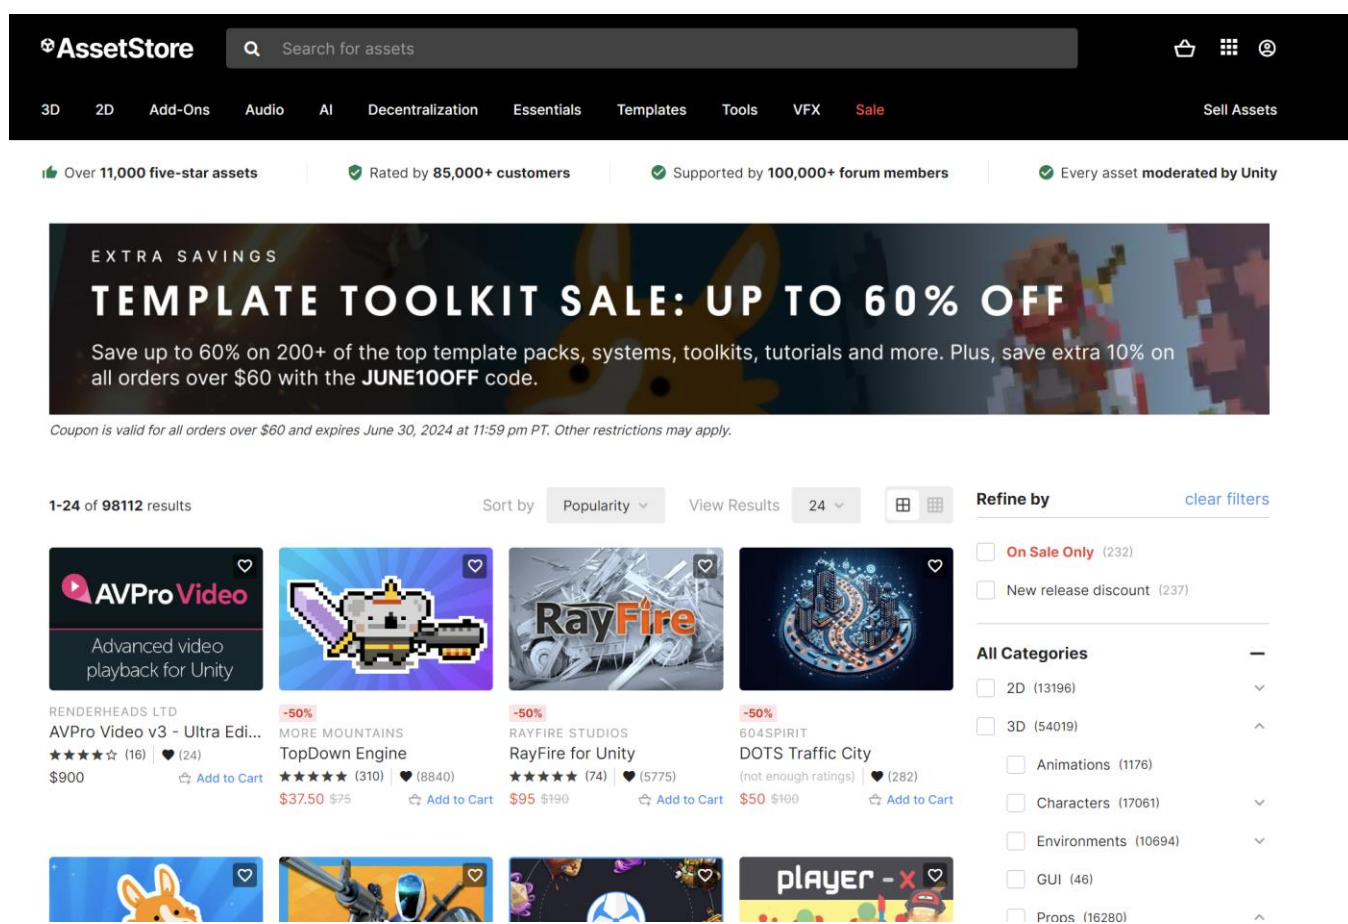 AssetStore
Search for assets
3D 2D Add-Ons Audio AI Decentralization Essentials Templates Tools VFX Sale Sell Assets
Over 11,000 five-star assets Rated by 85,000+ customers Supported by 100,000+ forum members Every asset moderated by Unity
EXTRA SAVINGS
TEMPLATE TOOLKIT SALE: UP TO 60% OFF
Save up to 60% on 200+ of the top template packs, systems, toolkits, tutorials and more. Plus, save extra 10% on
all orders over $60 with the JUNE10OFF code.
Coupon is valid for all orders over $60 and expires June 30, 2024 at 11:59 pm PT. Other restrictions may apply.
1-24 of 98112 results
Sort by Popularity View Results 24
AVPro Video
Advanced video
playback for Unity
RENDERHEADS LTD
AVPro Video v3 - Ultra Edi...
(16) (24)
$900 Add to Cart
-50%
MORE MOUNTAINS
TopDown Engine
(310) (8840)
$37.50 $75 Add to Cart
RayFire
-50%
RAYFIRE STUDIOS
RayFire for Unity
(74) (5775)
$95 $190 Add to Cart
-50%
604SPIRIT
DOTS Traffic City
(not enough ratings) (282)
$50 $100 Add to Cart
player-x
Refine by clear filters
On Sale Only (232)
New release discount (237)
All Categories
2D (13196)
3D (54019)
Animations (1176)
Characters (17061)
Environments (10694)
GUI (46)
Props (16280)